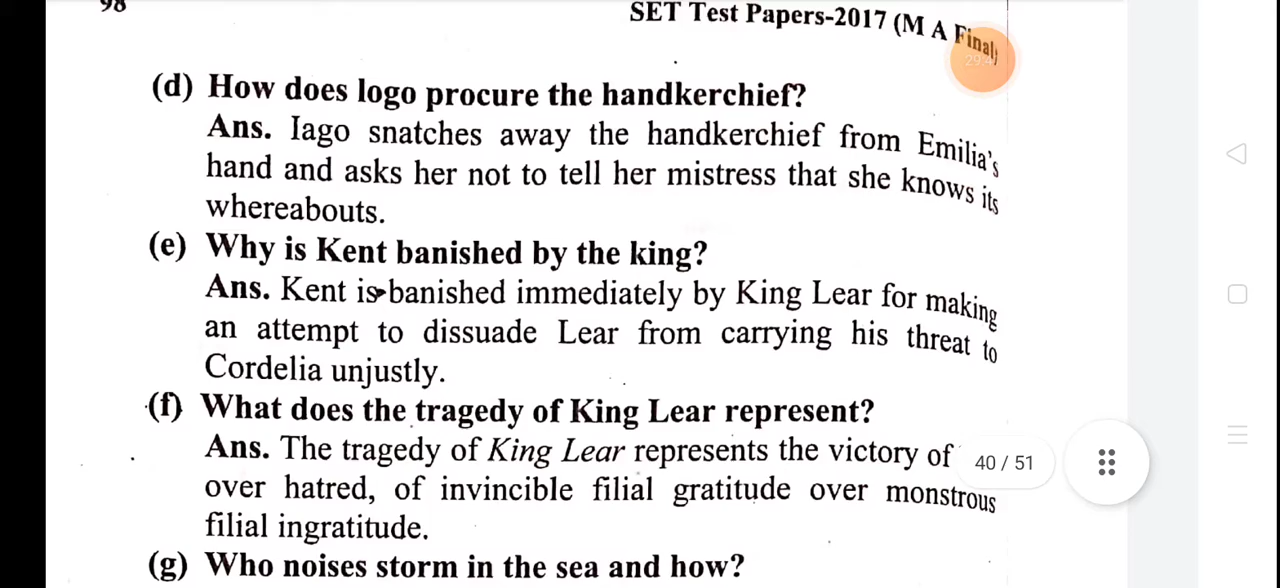 98
SET Test Papers-2017 (M A Final)
29:4
(d) How does logo procure the handkerchief?
Ans. Iago snatches away the handkerchief from Emilia's
hand and asks her not to tell her mistress that she knows its
whereabouts.
(e) Why is Kent banished by the king?
Ans. Kent is banished immediately by King Lear for making
an attempt to dissuade Lear from carrying his threat to
Cordelia unjustly.
(f) What does the tragedy of King Lear represent?
Ans. The tragedy of King Lear represents the victory of
40 / 51
over hatred, of invincible filial gratitude over monstrous
filial ingratitude.
(g) Who noises storm in the sea and how?